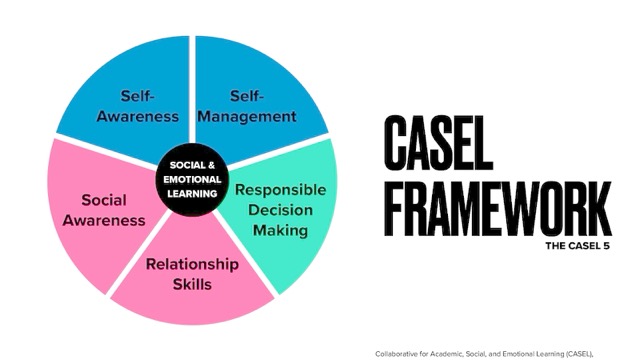 Self-
Awareness
Self-
Management
SOCIAL &
EMOTIONAL
LEARNING
Social
Awareness
Responsible
Decision
Making
Relationship
Skills
CASEL
FRAMEWORK
THE CASEL 5
Collaborative for Academic, Social, and Emotional Learning (CASEL),